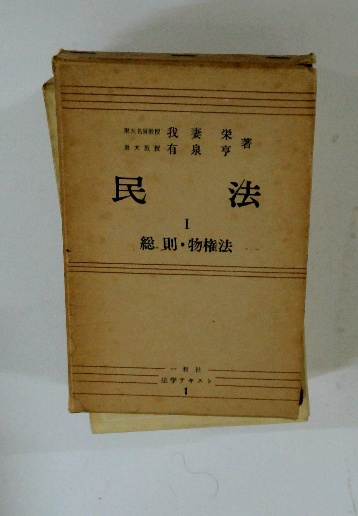 東大名誉教授 我妻 栄
東大教授 有泉 亨 著
民法
I
総則・物権法
一粒社
法学テキスト
1